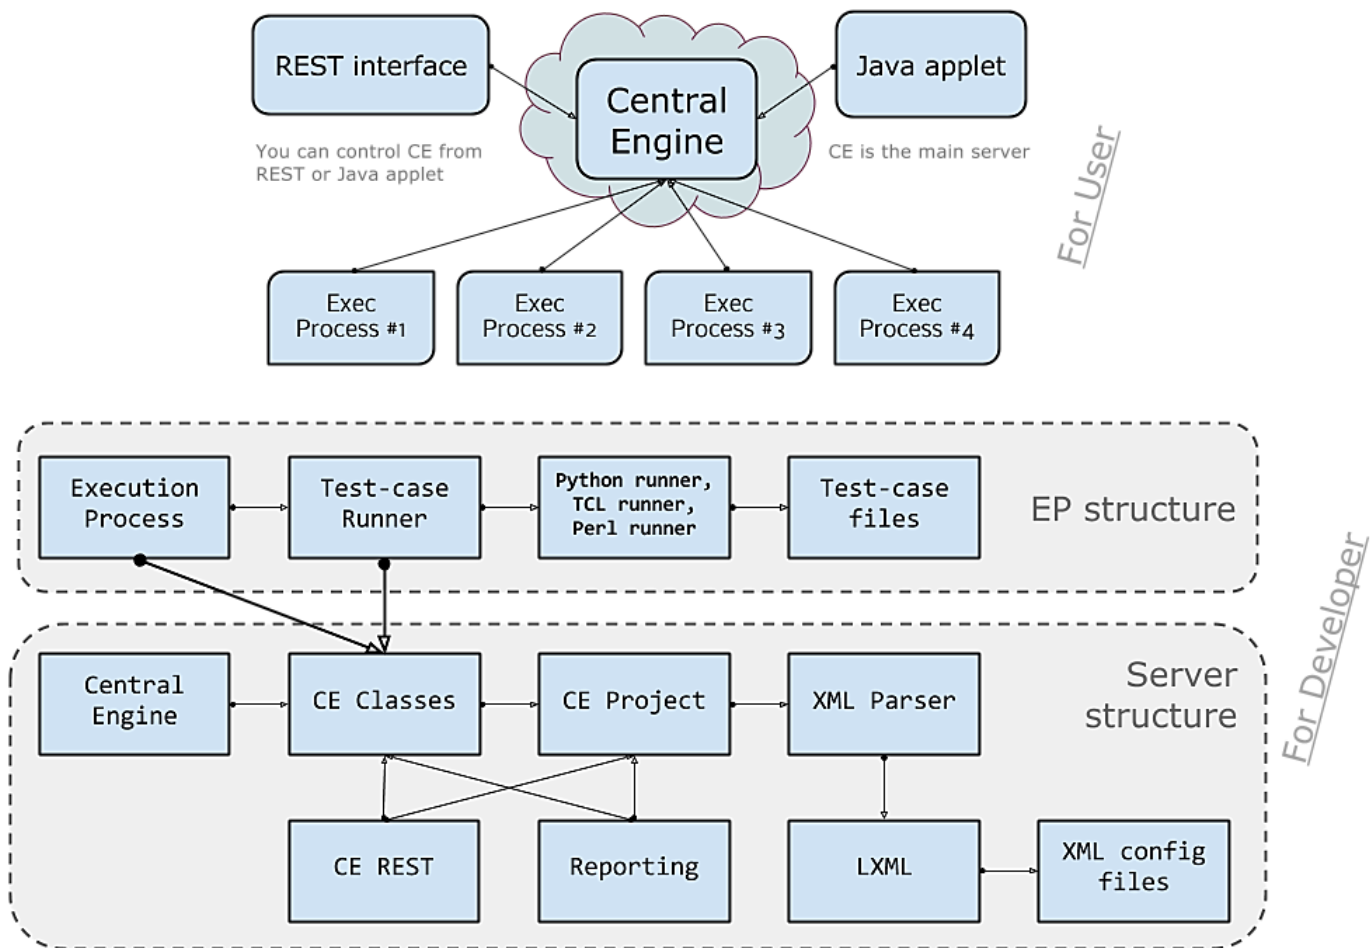 REST interface
Central
Engine
Java applet
You can control CE from
REST or Java applet
CE is the main server
For User
Exec
Process #1
Exec
Process #2
Exec
Process #3
Exec
Process #4
Execution
Process
Test-case
Runner
Python runner,
TCL runner,
Perl runner
Test-case
files
EP structure
For Developer
Central
Engine
CE Classes
CE Project
XML Parser
Server
structure
CE REST
Reporting
LXML
XML config
files